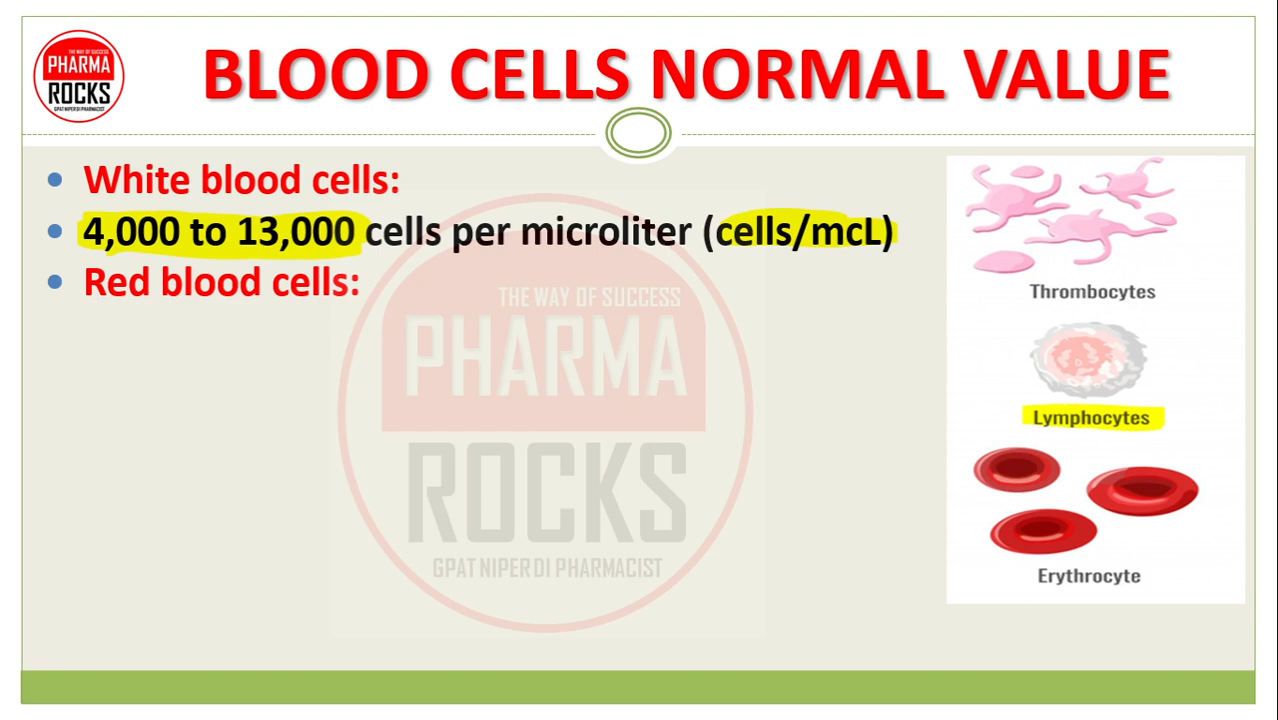 THE WAY OF SUCCESS
PHARMA
ROCKS
GPAT NIPER DI PHARMACIST
BLOOD CELLS NORMAL VALUE
• White blood cells:
• 4,000 to 13,000 cells per microliter (cells/mcL)
• Red blood cells:
THE WAY OF SUCCESS
PHARMA
ROCKS
GPAT NIPER DI PHARMACIST
Thrombocytes
Lymphocytes
Erythrocyte